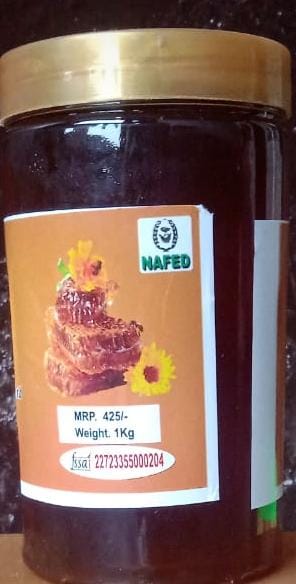 NAFED
MRP. 425/-
Weight. 1Kg
fssai 22723355000204